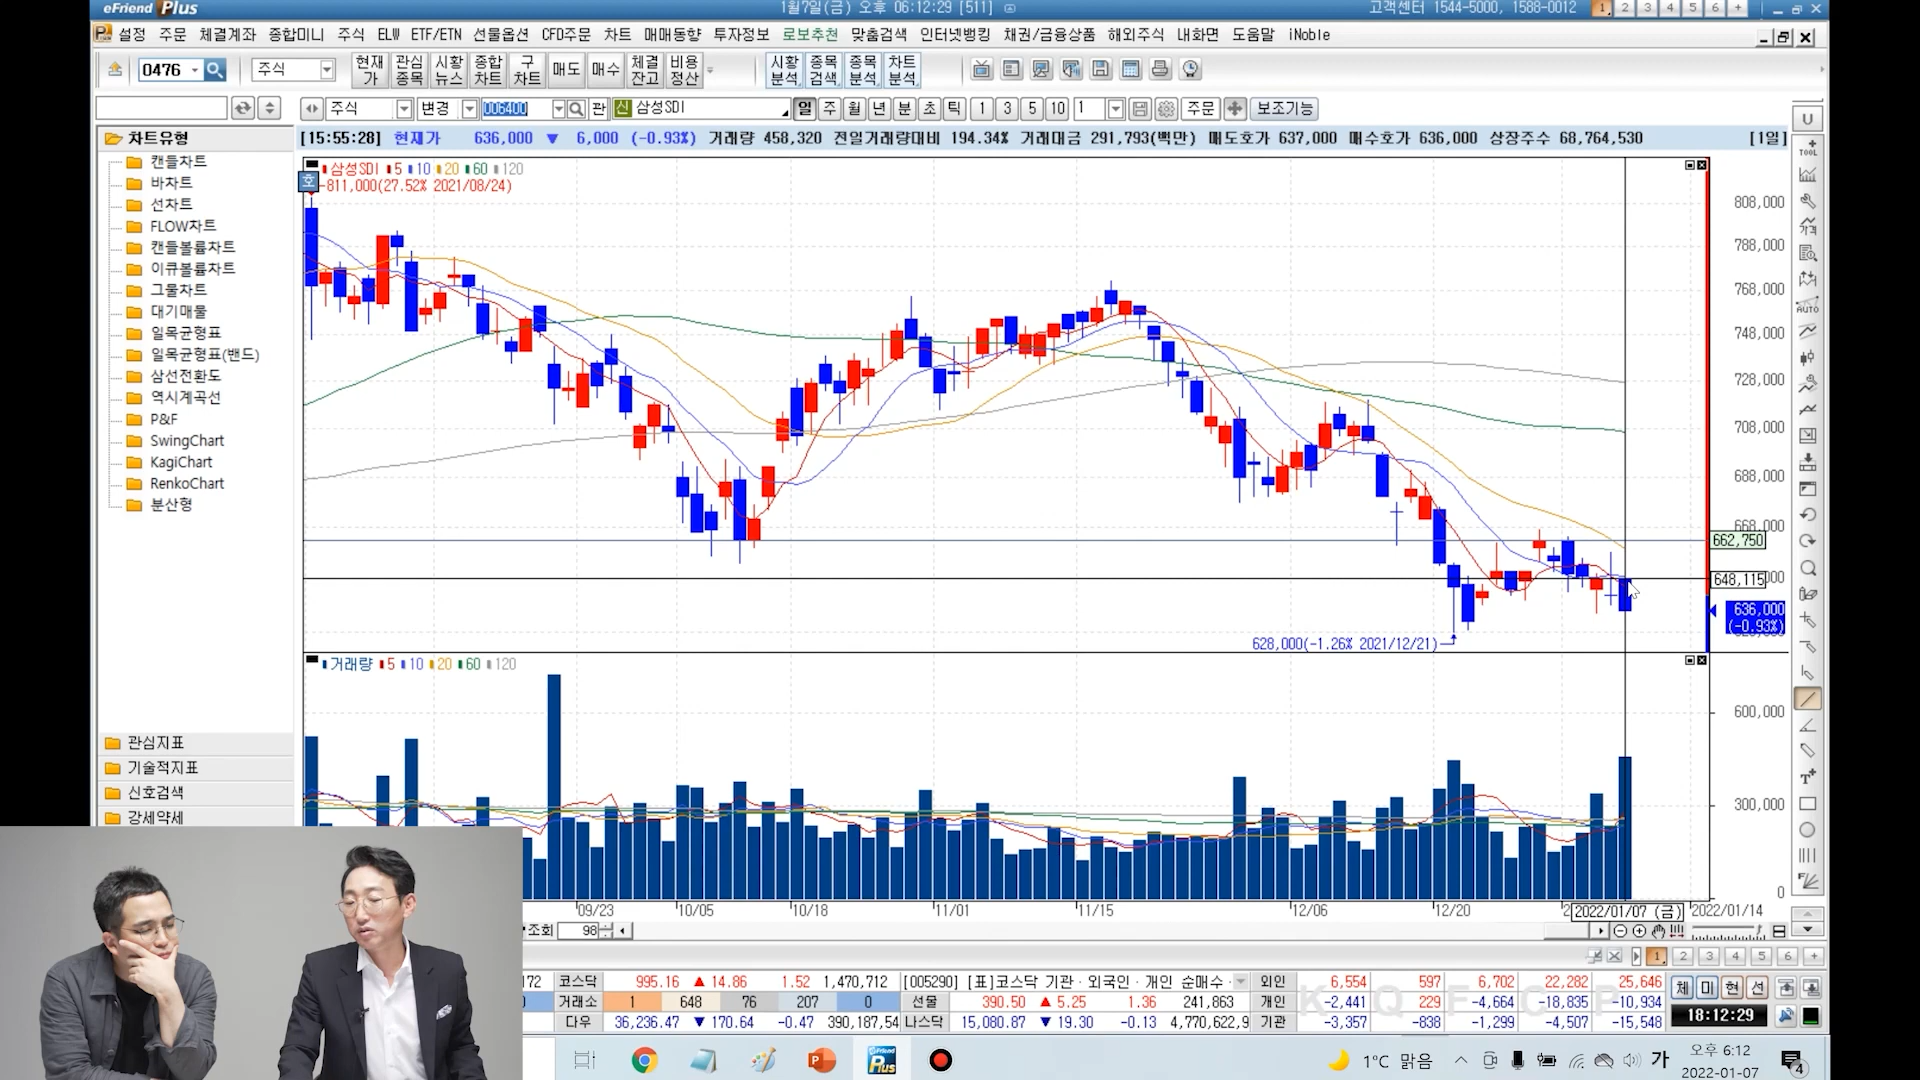 eFriend Plus
1월7일(금) 오후 06:12:29 [511]
고객센터 1544-5000, 1588-0012
1 2 3 4 5 6 +
설정 주문 체결계좌 종합미니 주식 ELW ETF/ETN 선물옵션 CFD주문 차트 매매동향 투자정보 로보추천 맞춤검색 인터넷뱅킹 채권/금융상품 해외주식 내화면 도움말 iNoble
0476 주식 현재가 관심종목 시황뉴스 종합차트 구차트 매도 매수 체결잔고 비용정산 시황분석 종목검색 종목분석 차트분석
주식 변경 006400 관 신 삼성SDI 일 주 월 년 분 초 틱 1 3 5 10 1 주문 보조기능
[15:55:28] 현재가 636,000 ▼ 6,000 (-0.93%) 거래량 458,320 전일거래량대비 194.34% 거래대금 291,793(백만) 매도호가 637,000 매수호가 636,000 상장주수 68,764,530 [1일]
차트유형
캔들차트
바차트
선차트
FLOW차트
캔들볼륨차트
이큐볼륨차트
그물차트
대기매물
일목균형표
일목균형표(밴드)
삼선전환도
역시계곡선
P&F
SwingChart
KagiChart
RenkoChart
분산형
관심지표
기술적지표
신호검색
강세약세
호
삼성SDI 5 10 20 60 120
811,000(27.52% 2021/08/24)
808,000
788,000
768,000
748,000
728,000
708,000
688,000
668,000
662,750
648,115
636,000
(-0.93%)
628,000(-1.26% 2021/12/21)
거래량 5 10 20 60 120
600,000
300,000
0
09/23 10/05 10/18 11/01 11/15 12/06 12/20 2022/01/07 (금) 2022/01/14
조회 98
U
TOOL
AUTO
1 2 3 4 5 6 +
172 코스닥 995.16 ▲ 14.86 1.52 1,470,712 [005290] [표]코스닥 기관·외국인·개인 순매수· 외인 6,554 597 6,702 22,282 25,646 체 미 현 선
거래소 1 648 76 207 0 선물 390.50 ▲ 5.25 1.36 241,863 개인 -2,441 229 -4,664 -18,835 -10,934
다우 36,236.47 ▼ 170.64 -0.47 390,187,54 나스닥 15,080.87 ▼ 19.30 -0.13 4,770,622,9 기관 -3,357 -838 -1,299 -4,507 -15,548
18:12:29
K Q F C P
1°C 맑음 가 오후 6:12
2022-01-07
4